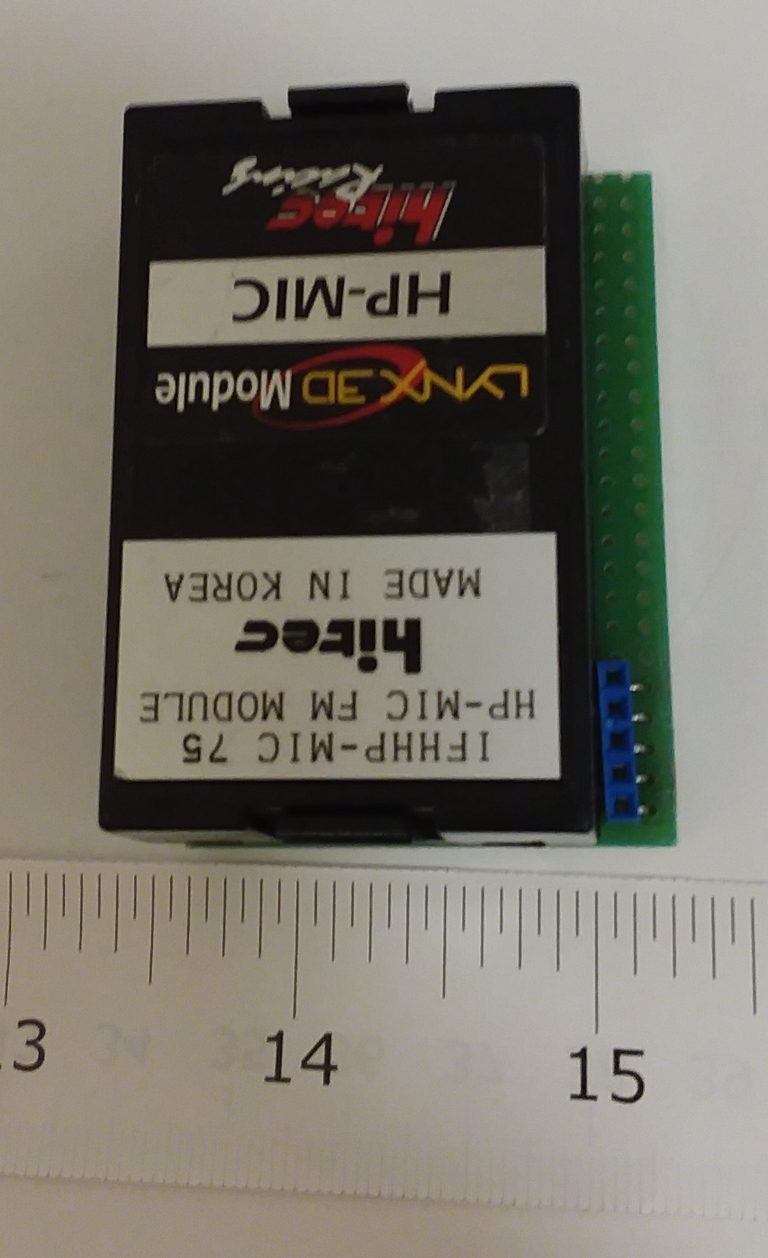 IFHHP-MIC 75
HP-MIC FM MODULE
hitec
MADE IN KOREA
LYNX 3D Module
HP-MIC
hitec
Racing
13
14
15